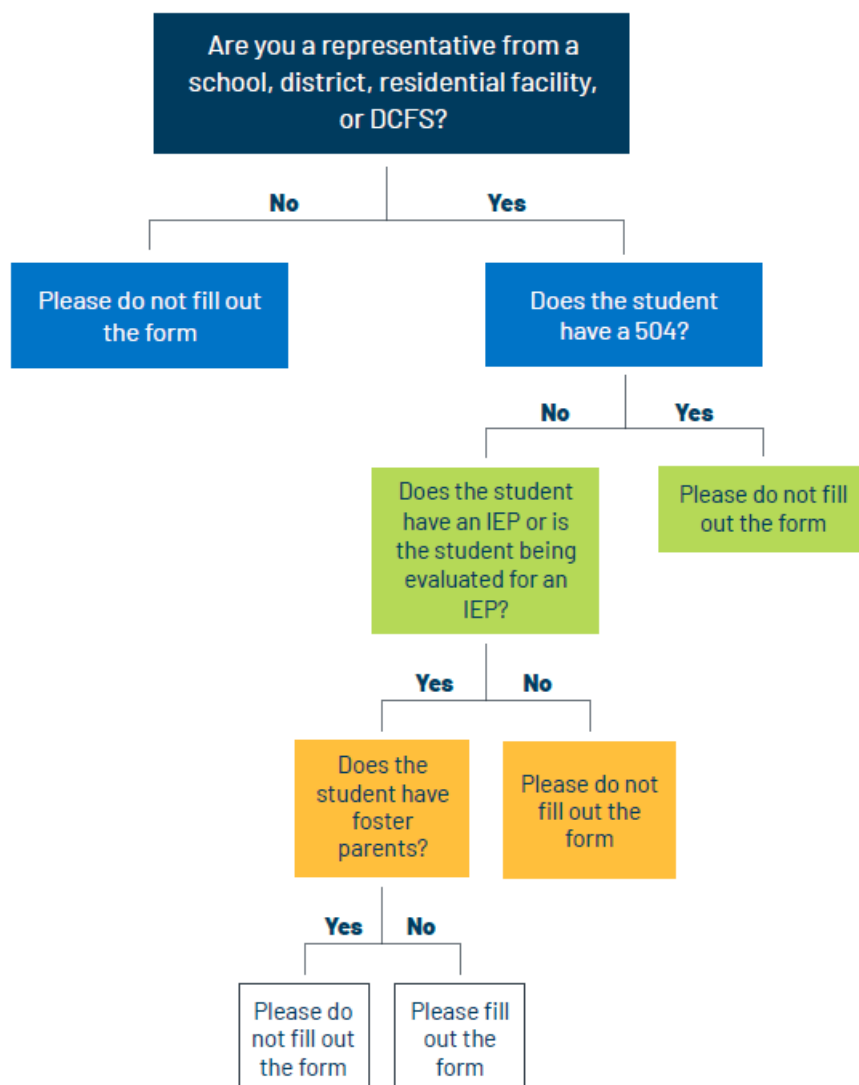 Are you a representative from a
school, district, residential facility,
or DCFS?
No
Yes
Please do not fill out
the form
Does the student
have a 504?
No
Yes
Does the student
have an IEP or is
the student being
evaluated for an
IEP?
Please do not fill
out the form
Yes
No
Does the
student have
foster
parents?
Please do not
fill out the
form
Yes
No
Please do
not fill out
the form
Please fill
out the
form